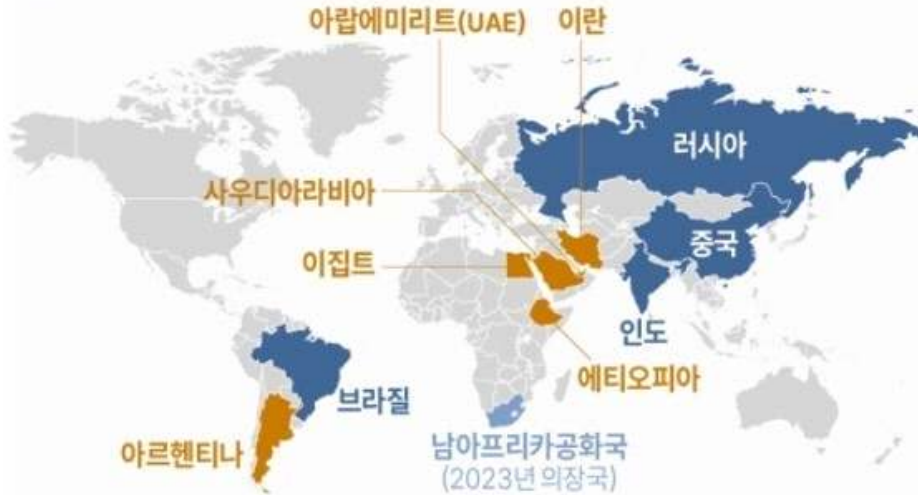 아랍에미리트(UAE)
이란
러시아
사우디아라비아
중국
이집트
인도
에티오피아
브라질
아르헨티나
남아프리카공화국
(2023년 의장국)